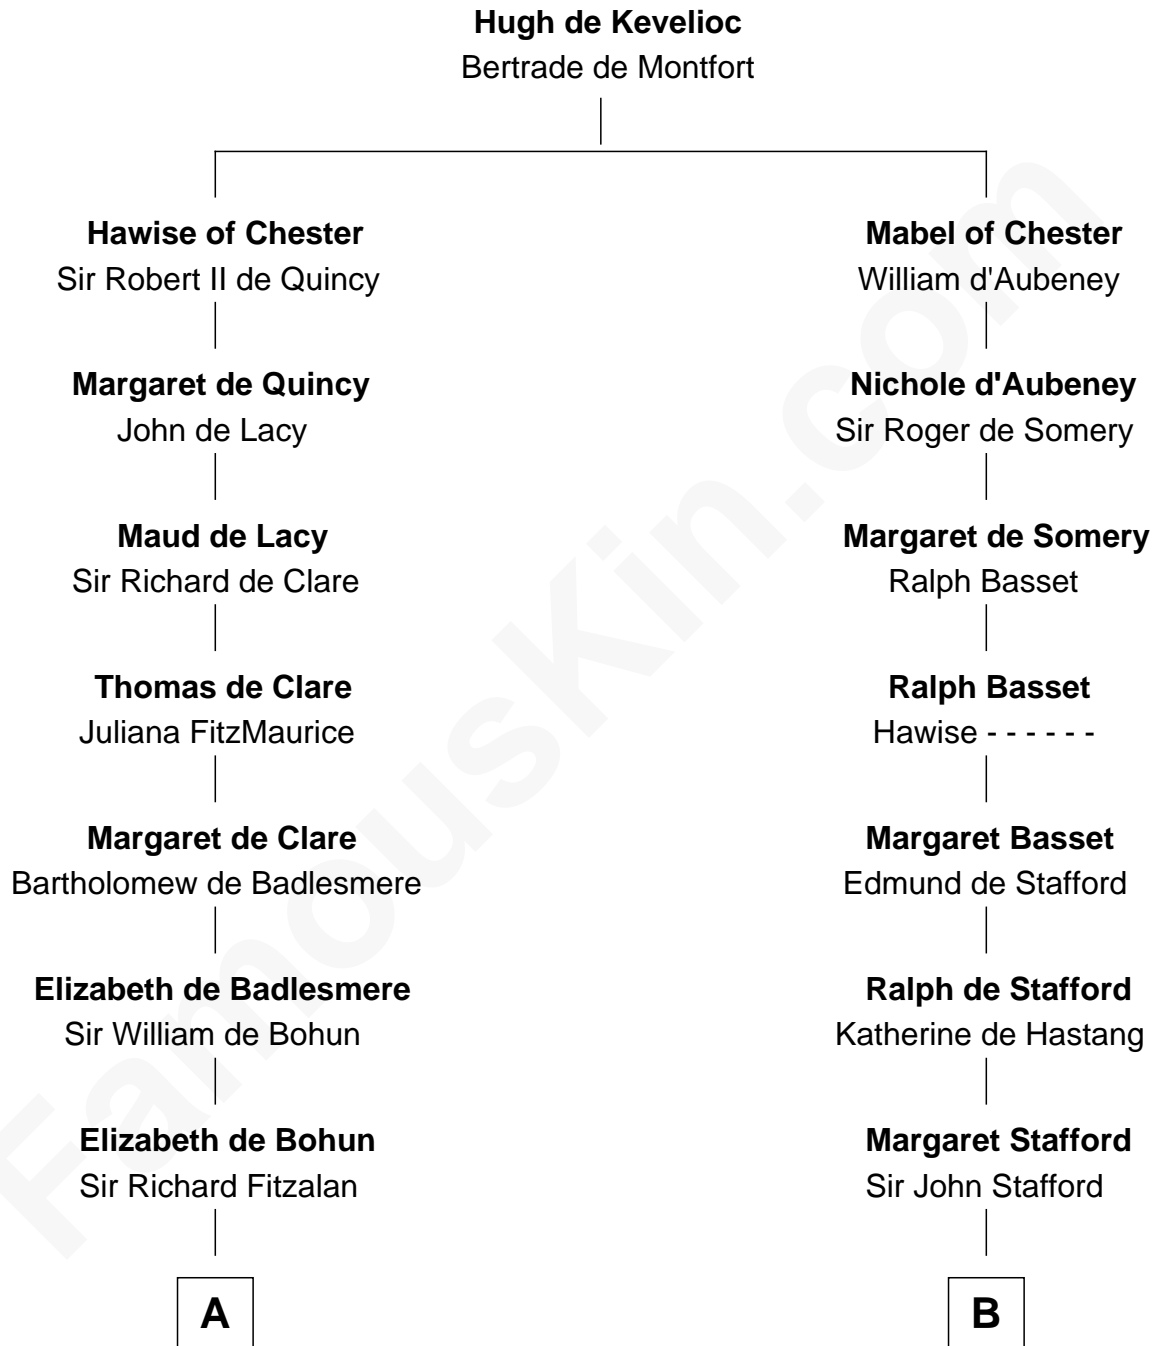 Hugh de Kevelioc
Bertrade de Montfort
Hawise of Chester
Sir Robert II de Quincy
Mabel of Chester
William d'Aubeney
Margaret de Quincy
John de Lacy
Nichole d'Aubeney
Sir Roger de Somery
Maud de Lacy
Sir Richard de Clare
Margaret de Somery
Ralph Basset
Thomas de Clare
Juliana FitzMaurice
Ralph Basset
Hawise - - - - - -
Margaret de Clare
Bartholomew de Badlesmere
Margaret Basset
Edmund de Stafford
Elizabeth de Badlesmere
Sir William de Bohun
Ralph de Stafford
Katherine de Hastang
Elizabeth de Bohun
Sir Richard Fitzalan
Margaret Stafford
Sir John Stafford
A
B
FamousKin.com